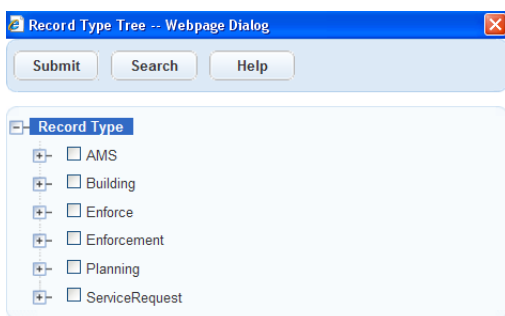 Record Type Tree -- Webpage Dialog
Submit Search Help
Record Type
AMS
Building
Enforce
Enforcement
Planning
ServiceRequest